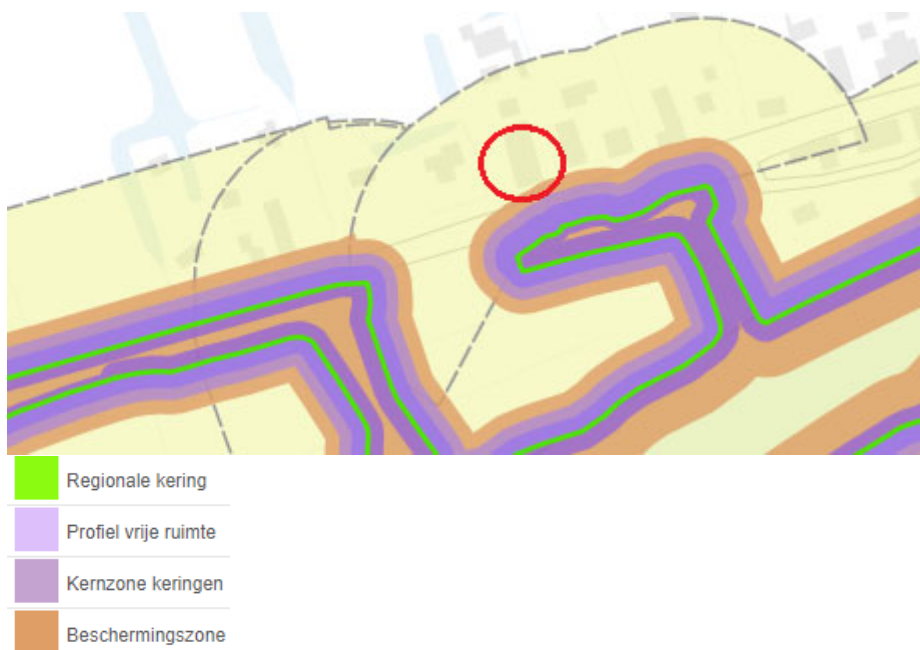 Regionale kering
Profiel vrije ruimte
Kernzone keringen
Beschermingszone